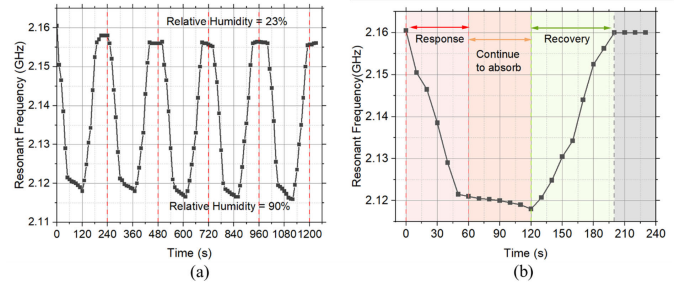 (a)
Relative Humidity = 23%
Relative Humidity = 90%
Resonant Frequency (GHz)
2.16
2.15
2.14
2.13
2.12
2.11
0 120 240 360 480 600 720 840 960 1080 1200
Time (s)
(a)
(b)
Response
Continue
to absorb
Recovery
Resonant Frequency(GHz)
2.16
2.15
2.14
2.13
2.12
0 30 60 90 120 150 180 210 240
Time (s)
(b)